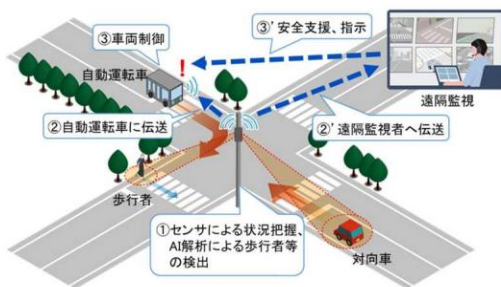 ③車両制御
③’安全支援、指示
自動運転車
!
遠隔監視
②自動運転車に伝送
②’遠隔監視者へ伝送
歩行者
①センサによる状況把握、
AI解析による歩行者等
の検出
対向車